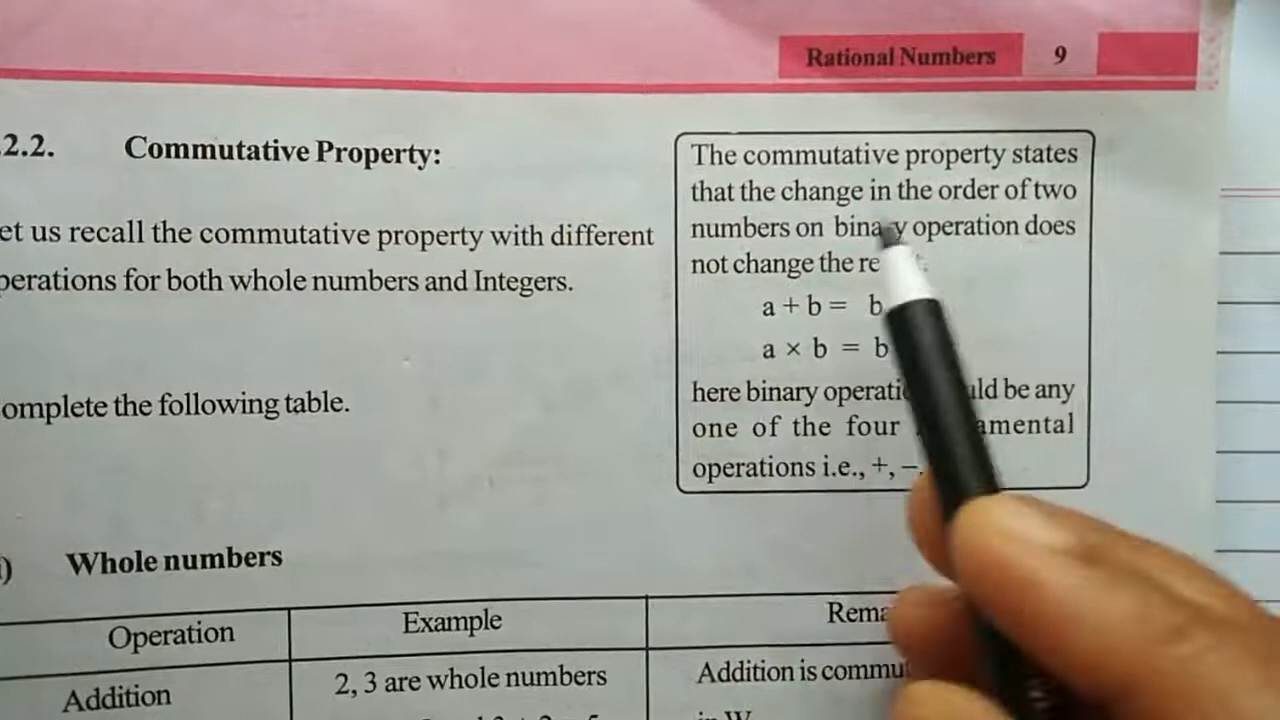 Rational Numbers 9
.2.2. Commutative Property:
et us recall the commutative property with different
perations for both whole numbers and Integers.
omplete the following table.
The commutative property states
that the change in the order of two
numbers on binary operation does
not change the re
a + b = b
a × b = b
here binary operati uld be any
one of the four amental
operations i.e., +, –
i) Whole numbers
Operation Example Rema
Addition 2, 3 are whole numbers Addition is commu
in W